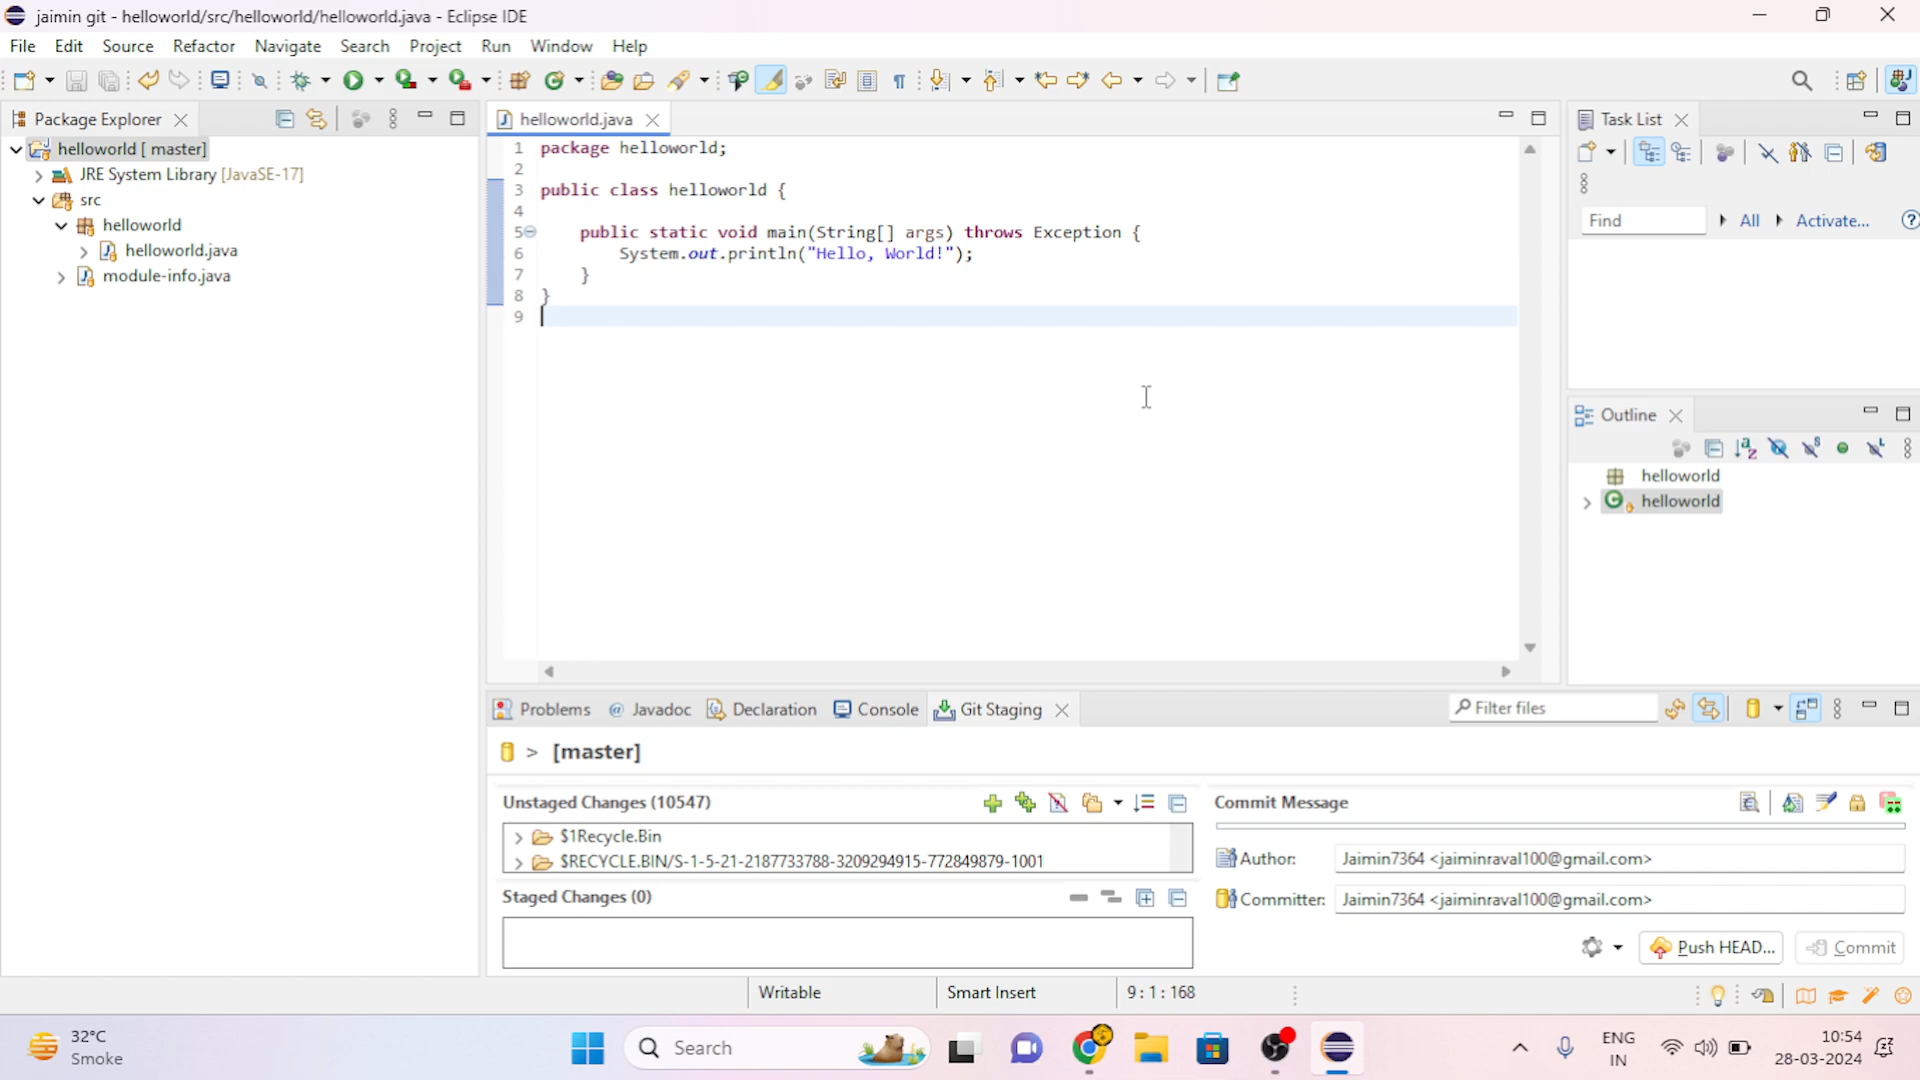 jaimin git - helloworld/src/helloworld/helloworld.java - Eclipse IDE
File Edit Source Refactor Navigate Search Project Run Window Help
Package Explorer
helloworld [ master]
JRE System Library [JavaSE-17]
src
helloworld
helloworld.java
module-info.java
helloworld.java
1 package helloworld;
2
3 public class helloworld {
4
5 public static void main(String[] args) throws Exception {
6 System.out.println("Hello, World!");
7 }
8 }
9
Task List
Find All Activate...
Outline
helloworld
helloworld
Problems @ Javadoc Declaration Console Git Staging
Filter files
> [master]
Unstaged Changes (10547)
$1Recycle.Bin
$RECYCLE.BIN/S-1-5-21-2187733788-3209294915-772849879-1001
Staged Changes (0)
Commit Message
Author: Jaimin7364 <jaiminraval100@gmail.com>
Committer: Jaimin7364 <jaiminraval100@gmail.com>
Push HEAD... Commit
Writable Smart Insert 9 : 1 : 168
32°C
Smoke
Search
ENG
IN
10:54
28-03-2024